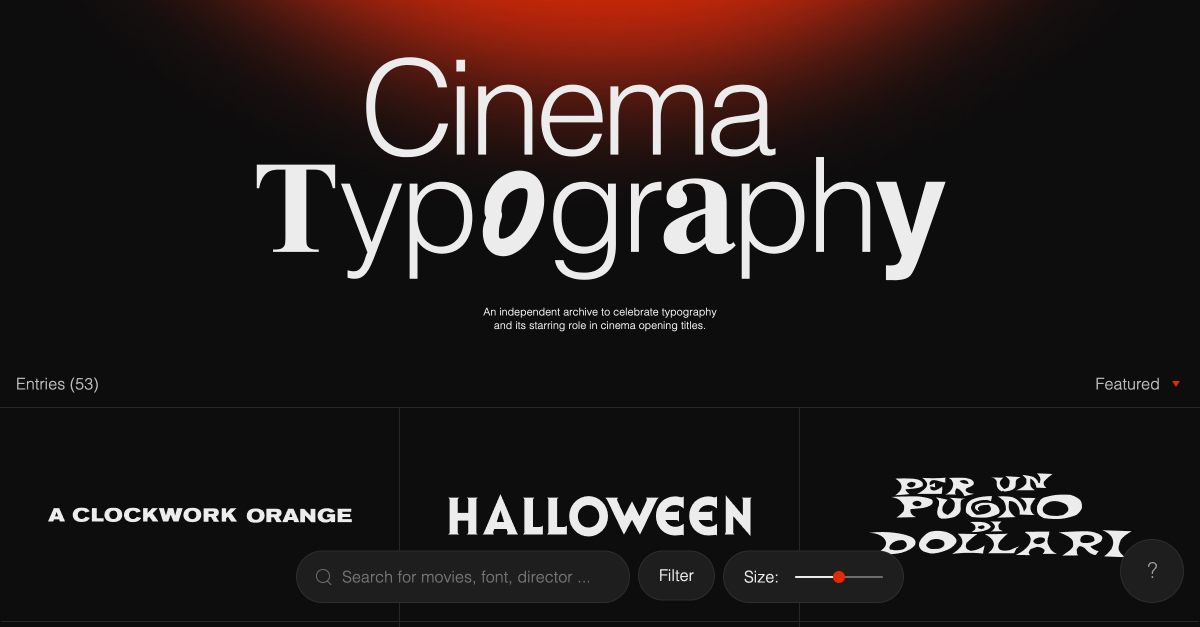 Cinema
Typography
An independent archive to celebrate typography
and its starring role in cinema opening titles.
Entries (53)
Featured
A CLOCKWORK ORANGE
HALLOWEEN
PER UN
PUGNO
DI
DOLLARI
Search for movies, font, director ...
Filter
Size:
?